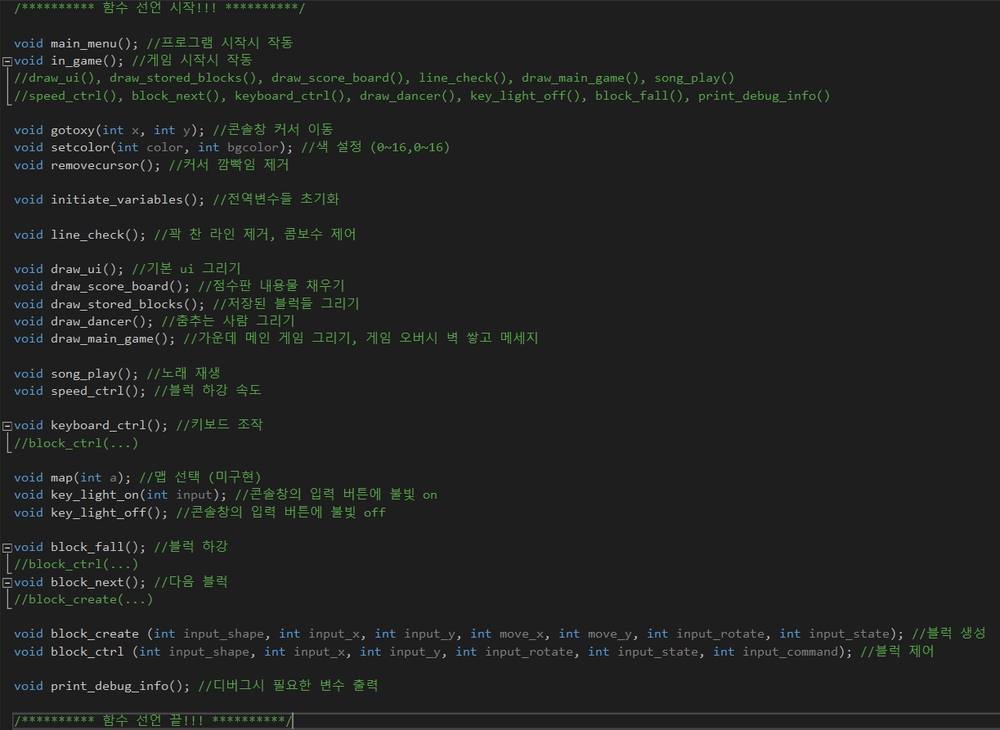 /********** 함수 선언 시작!!! **********/
void main_menu(); //프로그램 시작시 작동
void in_game(); //게임 시작시 작동
//draw_ui(), draw_stored_blocks(), draw_score_board(), line_check(), draw_main_game(), song_play()
//speed_ctrl(), block_next(), keyboard_ctrl(), draw_dancer(), key_light_off(), block_fall(), print_debug_info()
void gotoxy(int x, int y); //콘솔창 커서 이동
void setcolor(int color, int bgcolor); //색 설정 (0~16,0~16)
void removecursor(); //커서 깜빡임 제거
void initiate_variables(); //전역변수들 초기화
void line_check(); //꽉 찬 라인 제거, 콤보수 제어
void draw_ui(); //기본 ui 그리기
void draw_score_board(); //점수판 내용물 채우기
void draw_stored_blocks(); //저장된 블럭들 그리기
void draw_dancer(); //춤추는 사람 그리기
void draw_main_game(); //가운데 메인 게임 그리기, 게임 오버시 벽 쌓고 메세지
void song_play(); //노래 재생
void speed_ctrl(); //블럭 하강 속도
void keyboard_ctrl(); //키보드 조작
//block_ctrl(...)
void map(int a); //맵 선택 (미구현)
void key_light_on(int input); //콘솔창의 입력 버튼에 불빛 on
void key_light_off(); //콘솔창의 입력 버튼에 불빛 off
void block_fall(); //블럭 하강
//block_ctrl(...)
void block_next(); //다음 블럭
//block_create(...)
void block_create (int input_shape, int input_x, int input_y, int move_x, int move_y, int input_rotate, int input_state); //블럭 생성
void block_ctrl (int input_shape, int input_x, int input_y, int input_rotate, int input_state, int input_command); //블럭 제어
void print_debug_info(); //디버그시 필요한 변수 출력
/********** 함수 선언 끝!!! **********/